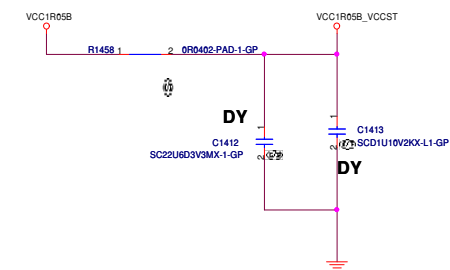 VCC1R05B
VCC1R05B_VCCST
R1458 1 2 0R0402-PAD-1-GP
DY
1
1
C1413
C1412
SCD1U10V2KX-L1-GP
SC22U6D3V3MX-1-GP
2
2
DY